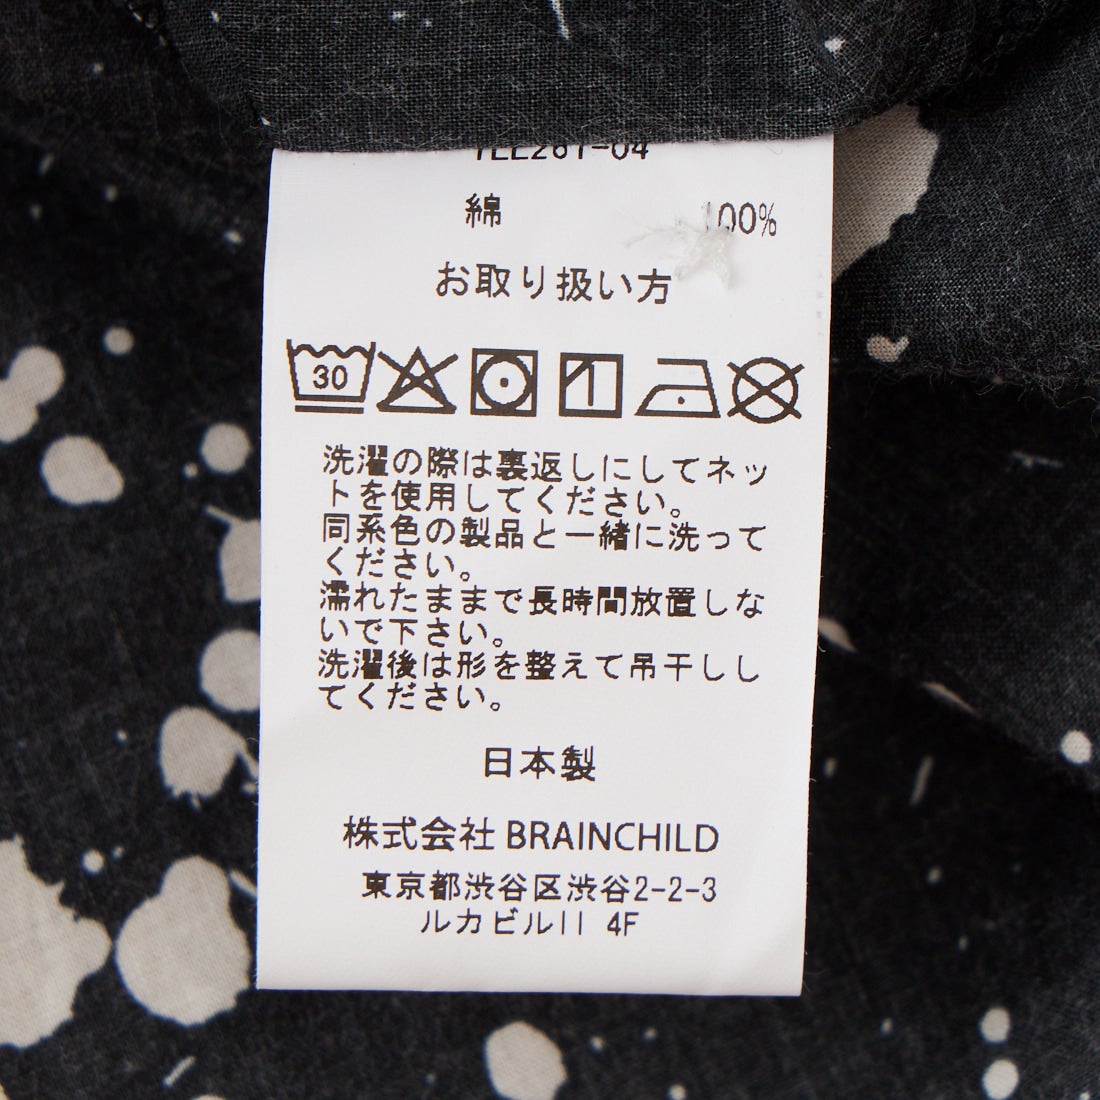 綿 100%
お取り扱い方
30
洗濯の際は裏返しにしてネッ
トを使用してください。
同系色の製品と一緒に洗って
ください。
濡れたままで長時間放置しな
いで下さい。
洗濯後は形を整えて吊干しし
てください。
日本製
株式会社 BRAINCHILD
東京都渋谷区渋谷2-2-3
ルカビルII 4F